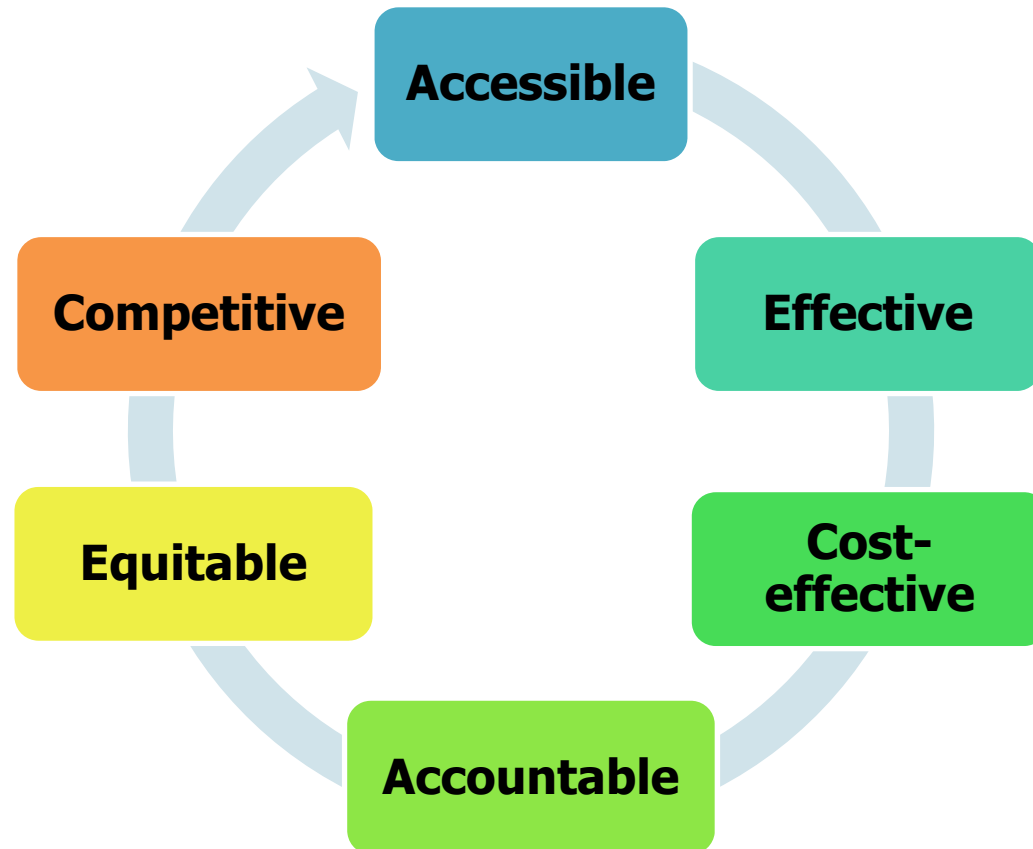 Accessible
Effective
Cost-
effective
Accountable
Equitable
Competitive